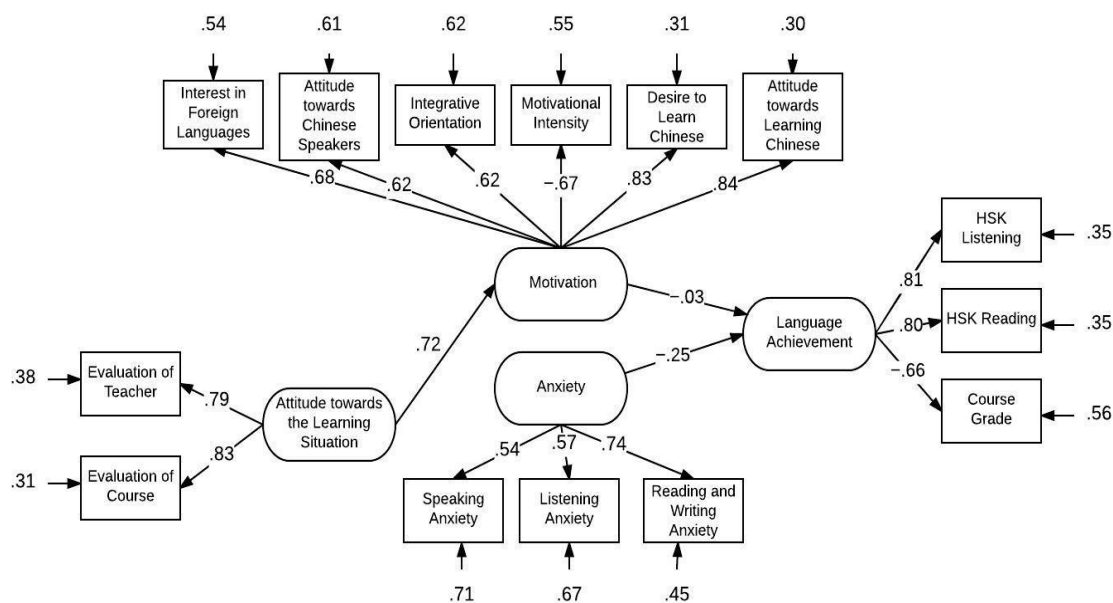 .54
.61
.62
.55
.31
.30
Interest in
Foreign
Languages
Attitude
towards
Chinese
Speakers
Integrative
Orientation
Motivational
Intensity
Desire to
Learn
Chinese
Attitude
towards
Learning
Chinese
.68
.62
.62
−.67
.83
.84
HSK
Listening
.35
Motivation
−.03
.81
Language
Achievement
.80
HSK Reading
.35
.72
−.25
−.66
Anxiety
.38
Evaluation of
Teacher
.79
Attitude towards
the Learning
Situation
Course
Grade
.56
.83
.31
Evaluation of
Course
.54
.57
.74
Speaking
Anxiety
Listening
Anxiety
Reading and
Writing
Anxiety
.71
.67
.45